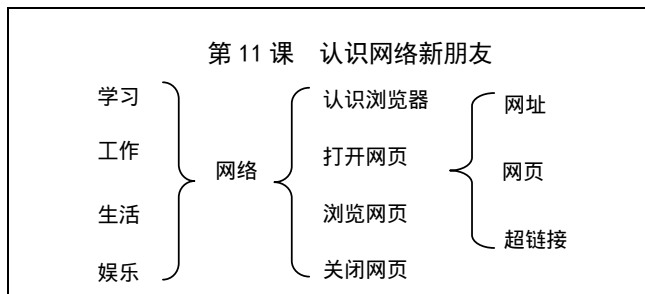 第 11 课 认识网络新朋友
学习
工作
生活
娱乐
网络
认识浏览器
打开网页
浏览网页
关闭网页
网址
网页
超链接